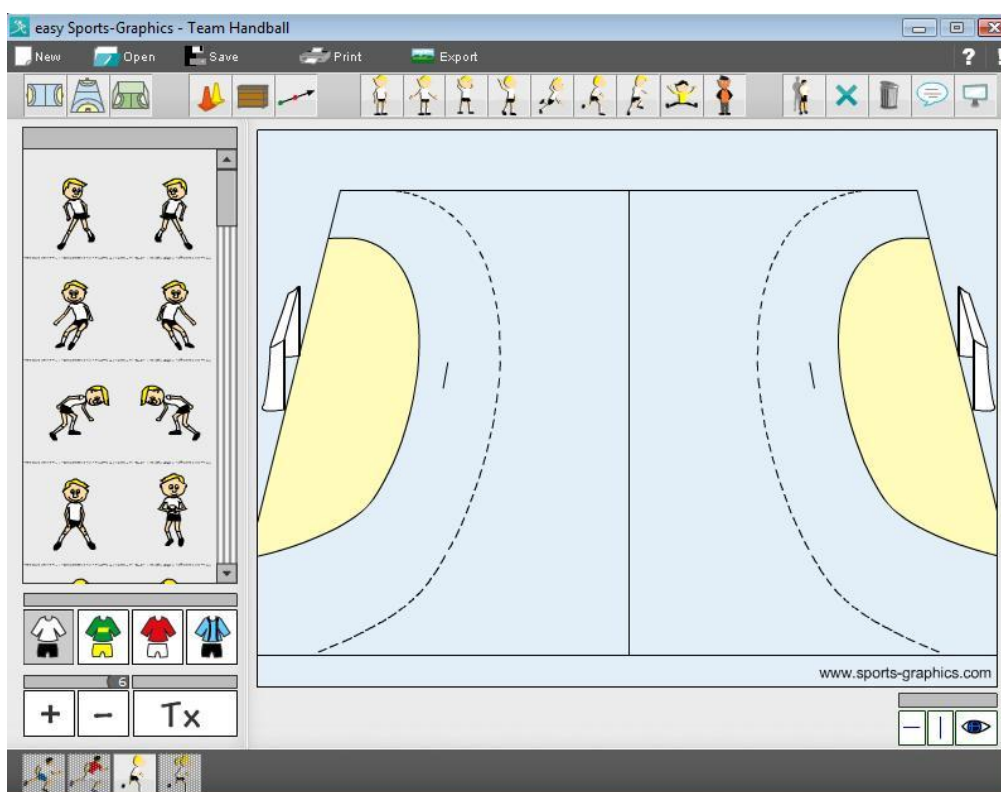 easy Sports-Graphics - Team Handball
New Open Save Print Export ?
6
+ - Tx
www.sports-graphics.com